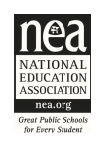 nea
NATIONAL
EDUCATION
ASSOCIATION
nea.org
Great Public Schools
for Every Student